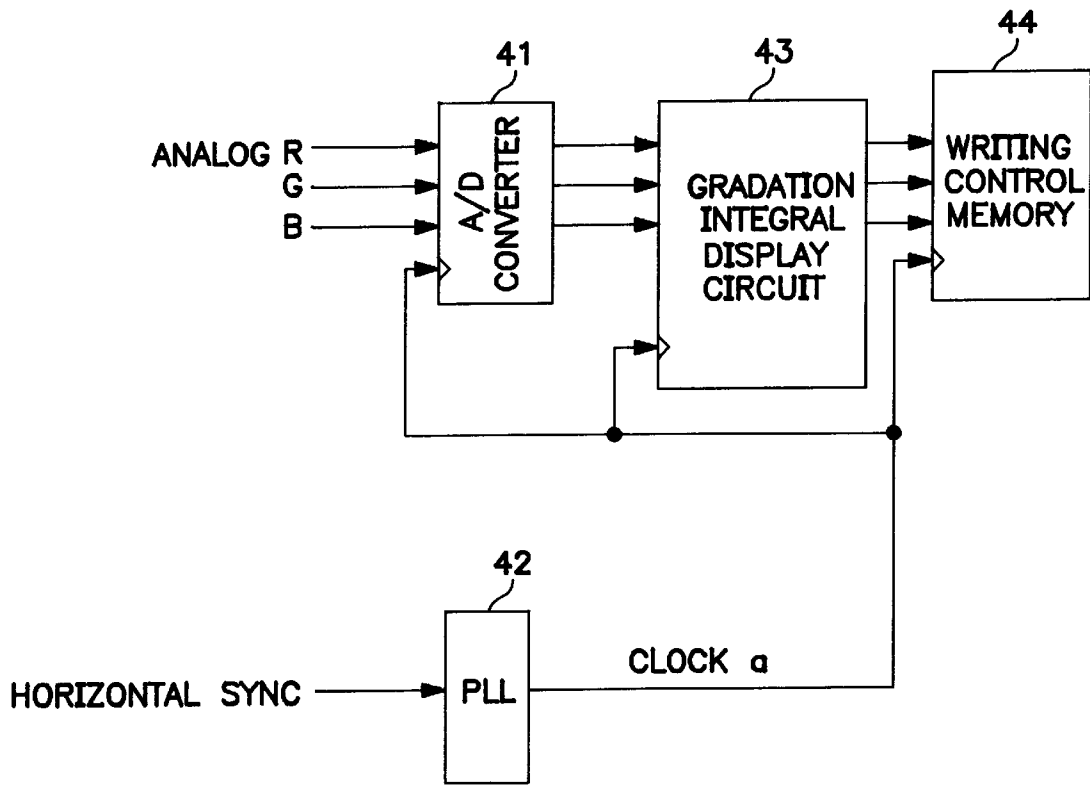 44
41
43
ANALOG R
G
B
A/D
CONVERTER
GRADATION
INTEGRAL
DISPLAY
CIRCUIT
WRITING
CONTROL
MEMORY
42
HORIZONTAL SYNC
PLL
CLOCK a